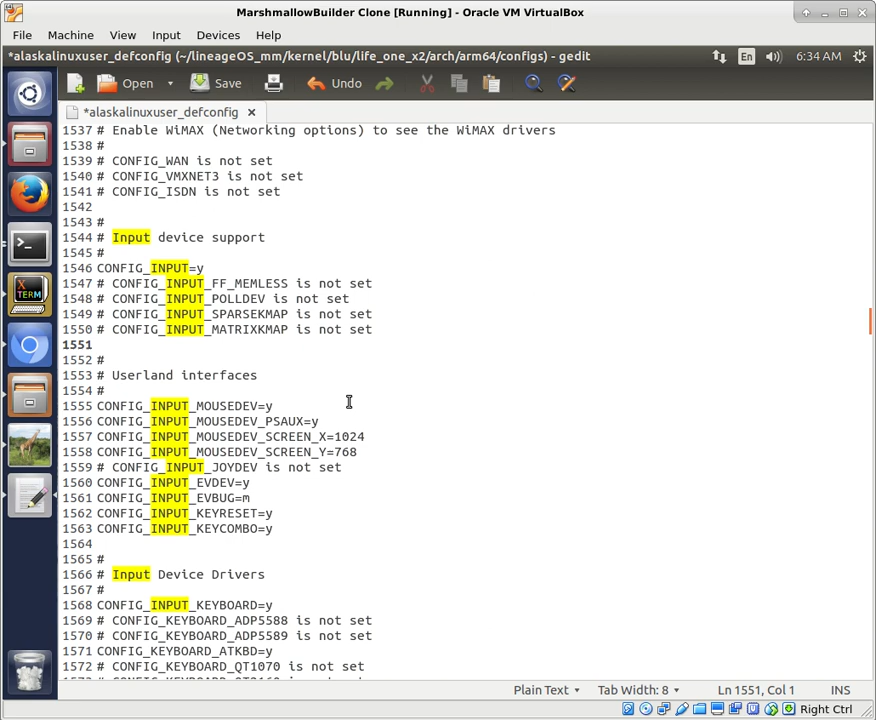 MarshmallowBuilder Clone [Running] - Oracle VM VirtualBox
File Machine View Input Devices Help
*alaskalinuxuser_defconfig (~/lineageOS_mm/kernel/blu/life_one_x2/arch/arm64/configs) - gedit En 6:34 AM
Open Save Undo
*alaskalinuxuser_defconfig ×
1537 # Enable WiMAX (Networking options) to see the WiMAX drivers
1538 #
1539 # CONFIG_WAN is not set
1540 # CONFIG_VMXNET3 is not set
1541 # CONFIG_ISDN is not set
1542
1543 #
1544 # Input device support
1545 #
1546 CONFIG_INPUT=y
1547 # CONFIG_INPUT_FF_MEMLESS is not set
1548 # CONFIG_INPUT_POLLDEV is not set
1549 # CONFIG_INPUT_SPARSEKMAP is not set
1550 # CONFIG_INPUT_MATRIXKMAP is not set
1551
1552 #
1553 # Userland interfaces
1554 #
1555 CONFIG_INPUT_MOUSEDEV=y
1556 CONFIG_INPUT_MOUSEDEV_PSAUX=y
1557 CONFIG_INPUT_MOUSEDEV_SCREEN_X=1024
1558 CONFIG_INPUT_MOUSEDEV_SCREEN_Y=768
1559 # CONFIG_INPUT_JOYDEV is not set
1560 CONFIG_INPUT_EVDEV=y
1561 CONFIG_INPUT_EVBUG=m
1562 CONFIG_INPUT_KEYRESET=y
1563 CONFIG_INPUT_KEYCOMBO=y
1564
1565 #
1566 # Input Device Drivers
1567 #
1568 CONFIG_INPUT_KEYBOARD=y
1569 # CONFIG_KEYBOARD_ADP5588 is not set
1570 # CONFIG_KEYBOARD_ADP5589 is not set
1571 CONFIG_KEYBOARD_ATKBD=y
1572 # CONFIG_KEYBOARD_QT1070 is not set
X TERM
Plain Text Tab Width: 8 Ln 1551, Col 1 INS
Right Ctrl